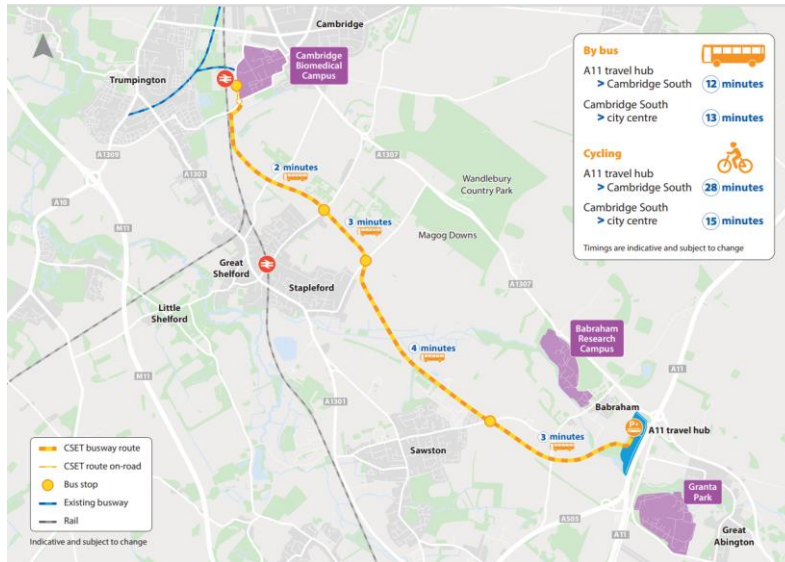 Cambridge
Cambridge
Biomedical
Campus
Trumpington
A1309
A1301
A1307
A10
M11
2 minutes
Wandlebury
Country Park
3 minutes
Magog Downs
Great
Shelford
Stapleford
A1307
Little
Shelford
4 minutes
Babraham
Research
Campus
A11
M11
A1301
Babraham
A11 travel hub
Sawston
3 minutes
Granta
Park
A505
A11
Great
Abington
By bus
A11 travel hub
> Cambridge South 12 minutes
Cambridge South
> city centre 13 minutes
Cycling
A11 travel hub
> Cambridge South 28 minutes
Cambridge South
> city centre 15 minutes
Timings are indicative and subject to change
CSET busway route
CSET route on-road
Bus stop
Existing busway
Rail
Indicative and subject to change